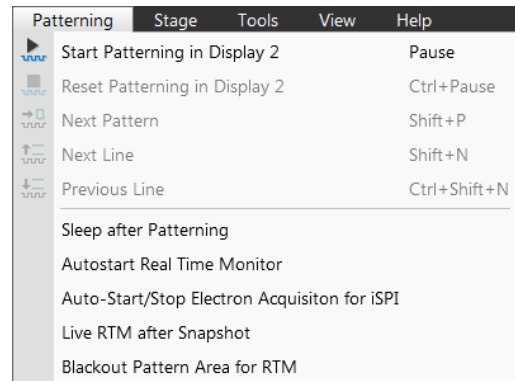 Patterning Stage Tools View Help
Start Patterning in Display 2 Pause
Reset Patterning in Display 2 Ctrl+Pause
Next Pattern Shift+P
Next Line Shift+N
Previous Line Ctrl+Shift+N
Sleep after Patterning
Autostart Real Time Monitor
Auto-Start/Stop Electron Acquisiton for iSPI
Live RTM after Snapshot
Blackout Pattern Area for RTM